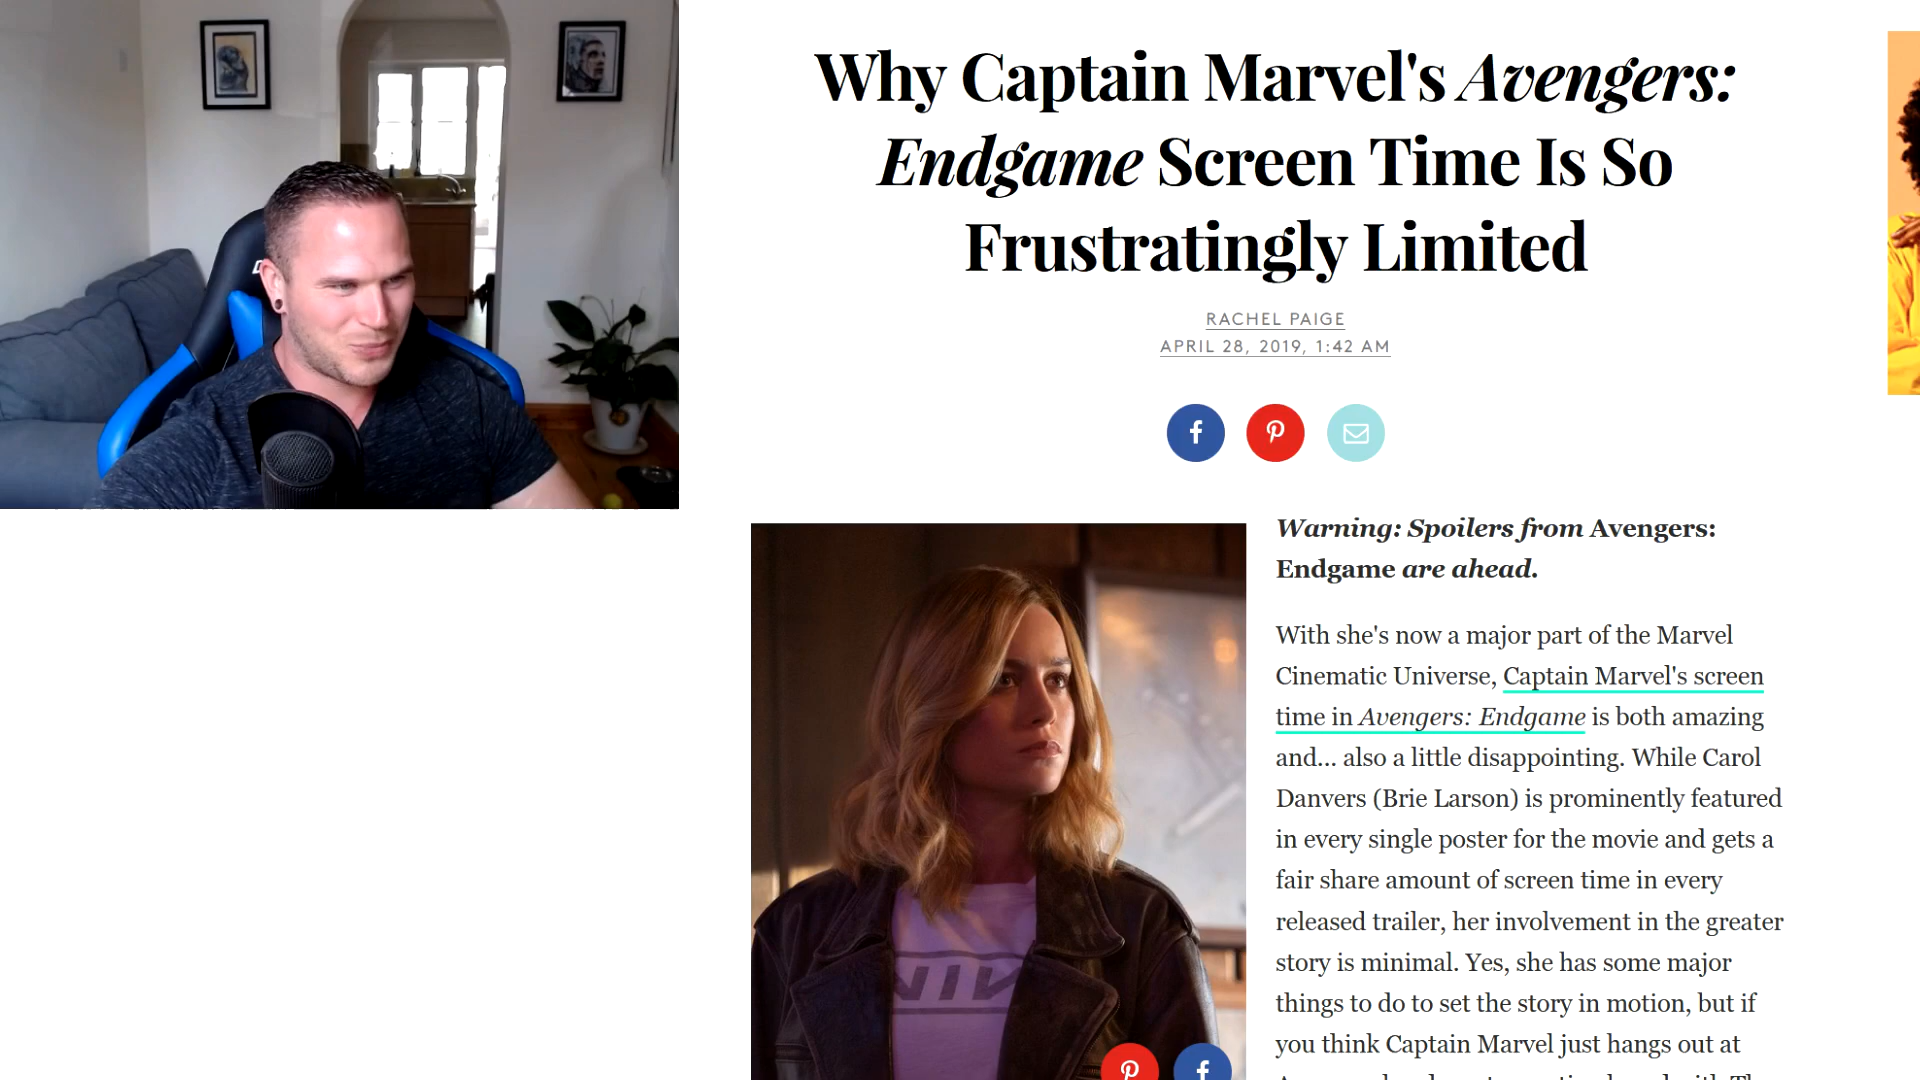 Why Captain Marvel's Avengers:
Endgame Screen Time Is So
Frustratingly Limited
RACHEL PAIGE
APRIL 28, 2019, 1:42 AM
Warning: Spoilers from Avengers:
Endgame are ahead.
With she's now a major part of the Marvel
Cinematic Universe, Captain Marvel's screen
time in Avengers: Endgame is both amazing
and... also a little disappointing. While Carol
Danvers (Brie Larson) is prominently featured
in every single poster for the movie and gets a
fair share amount of screen time in every
released trailer, her involvement in the greater
story is minimal. Yes, she has some major
things to do to set the story in motion, but if
you think Captain Marvel just hangs out at